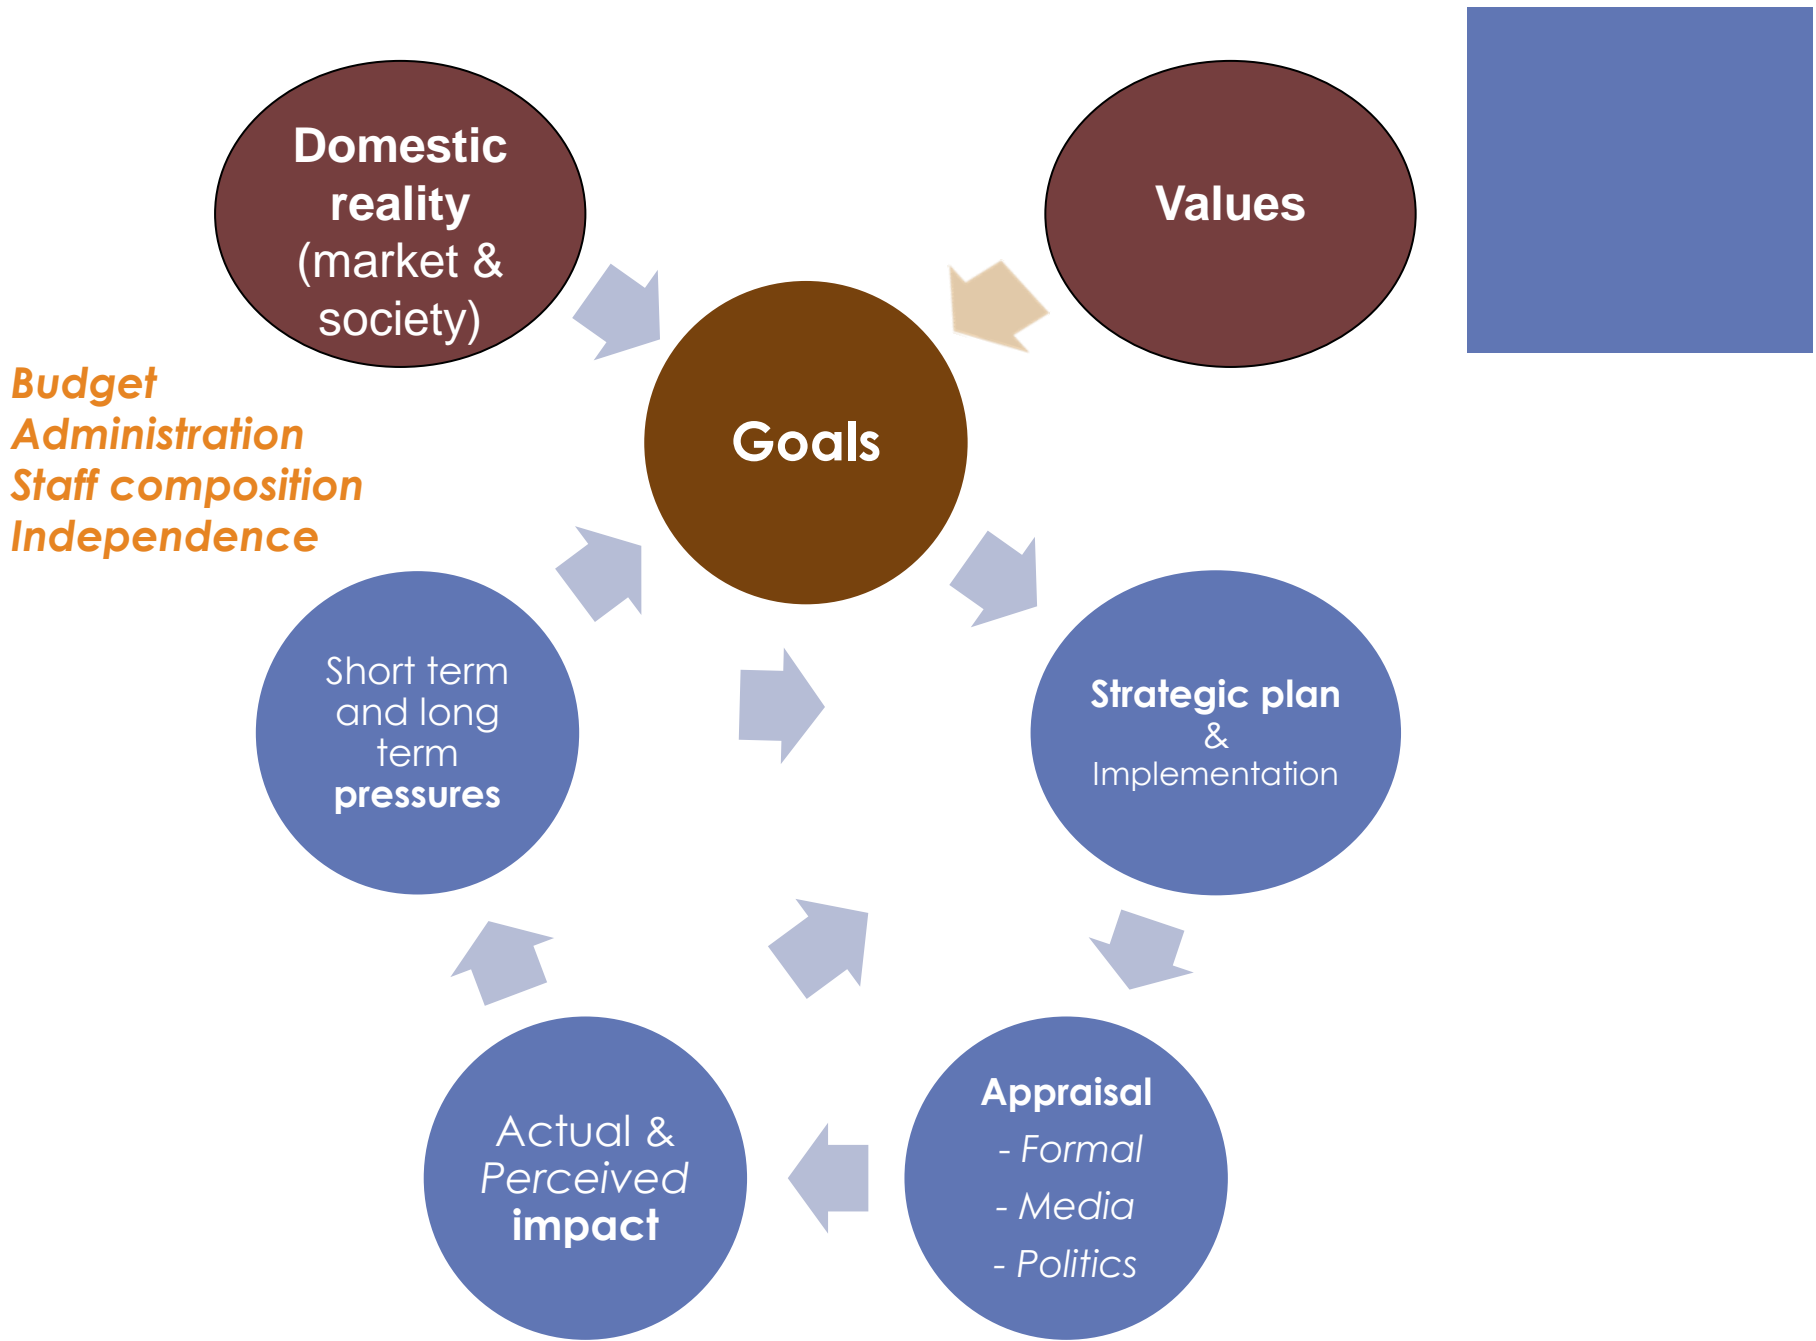 Domestic
reality
(market &
society)
Values
Budget
Administration
Staff composition
Independence
Goals
Short term
and long
term
pressures
Strategic plan
&
Implementation
Actual &
Perceived
impact
Appraisal
- Formal
- Media
- Politics